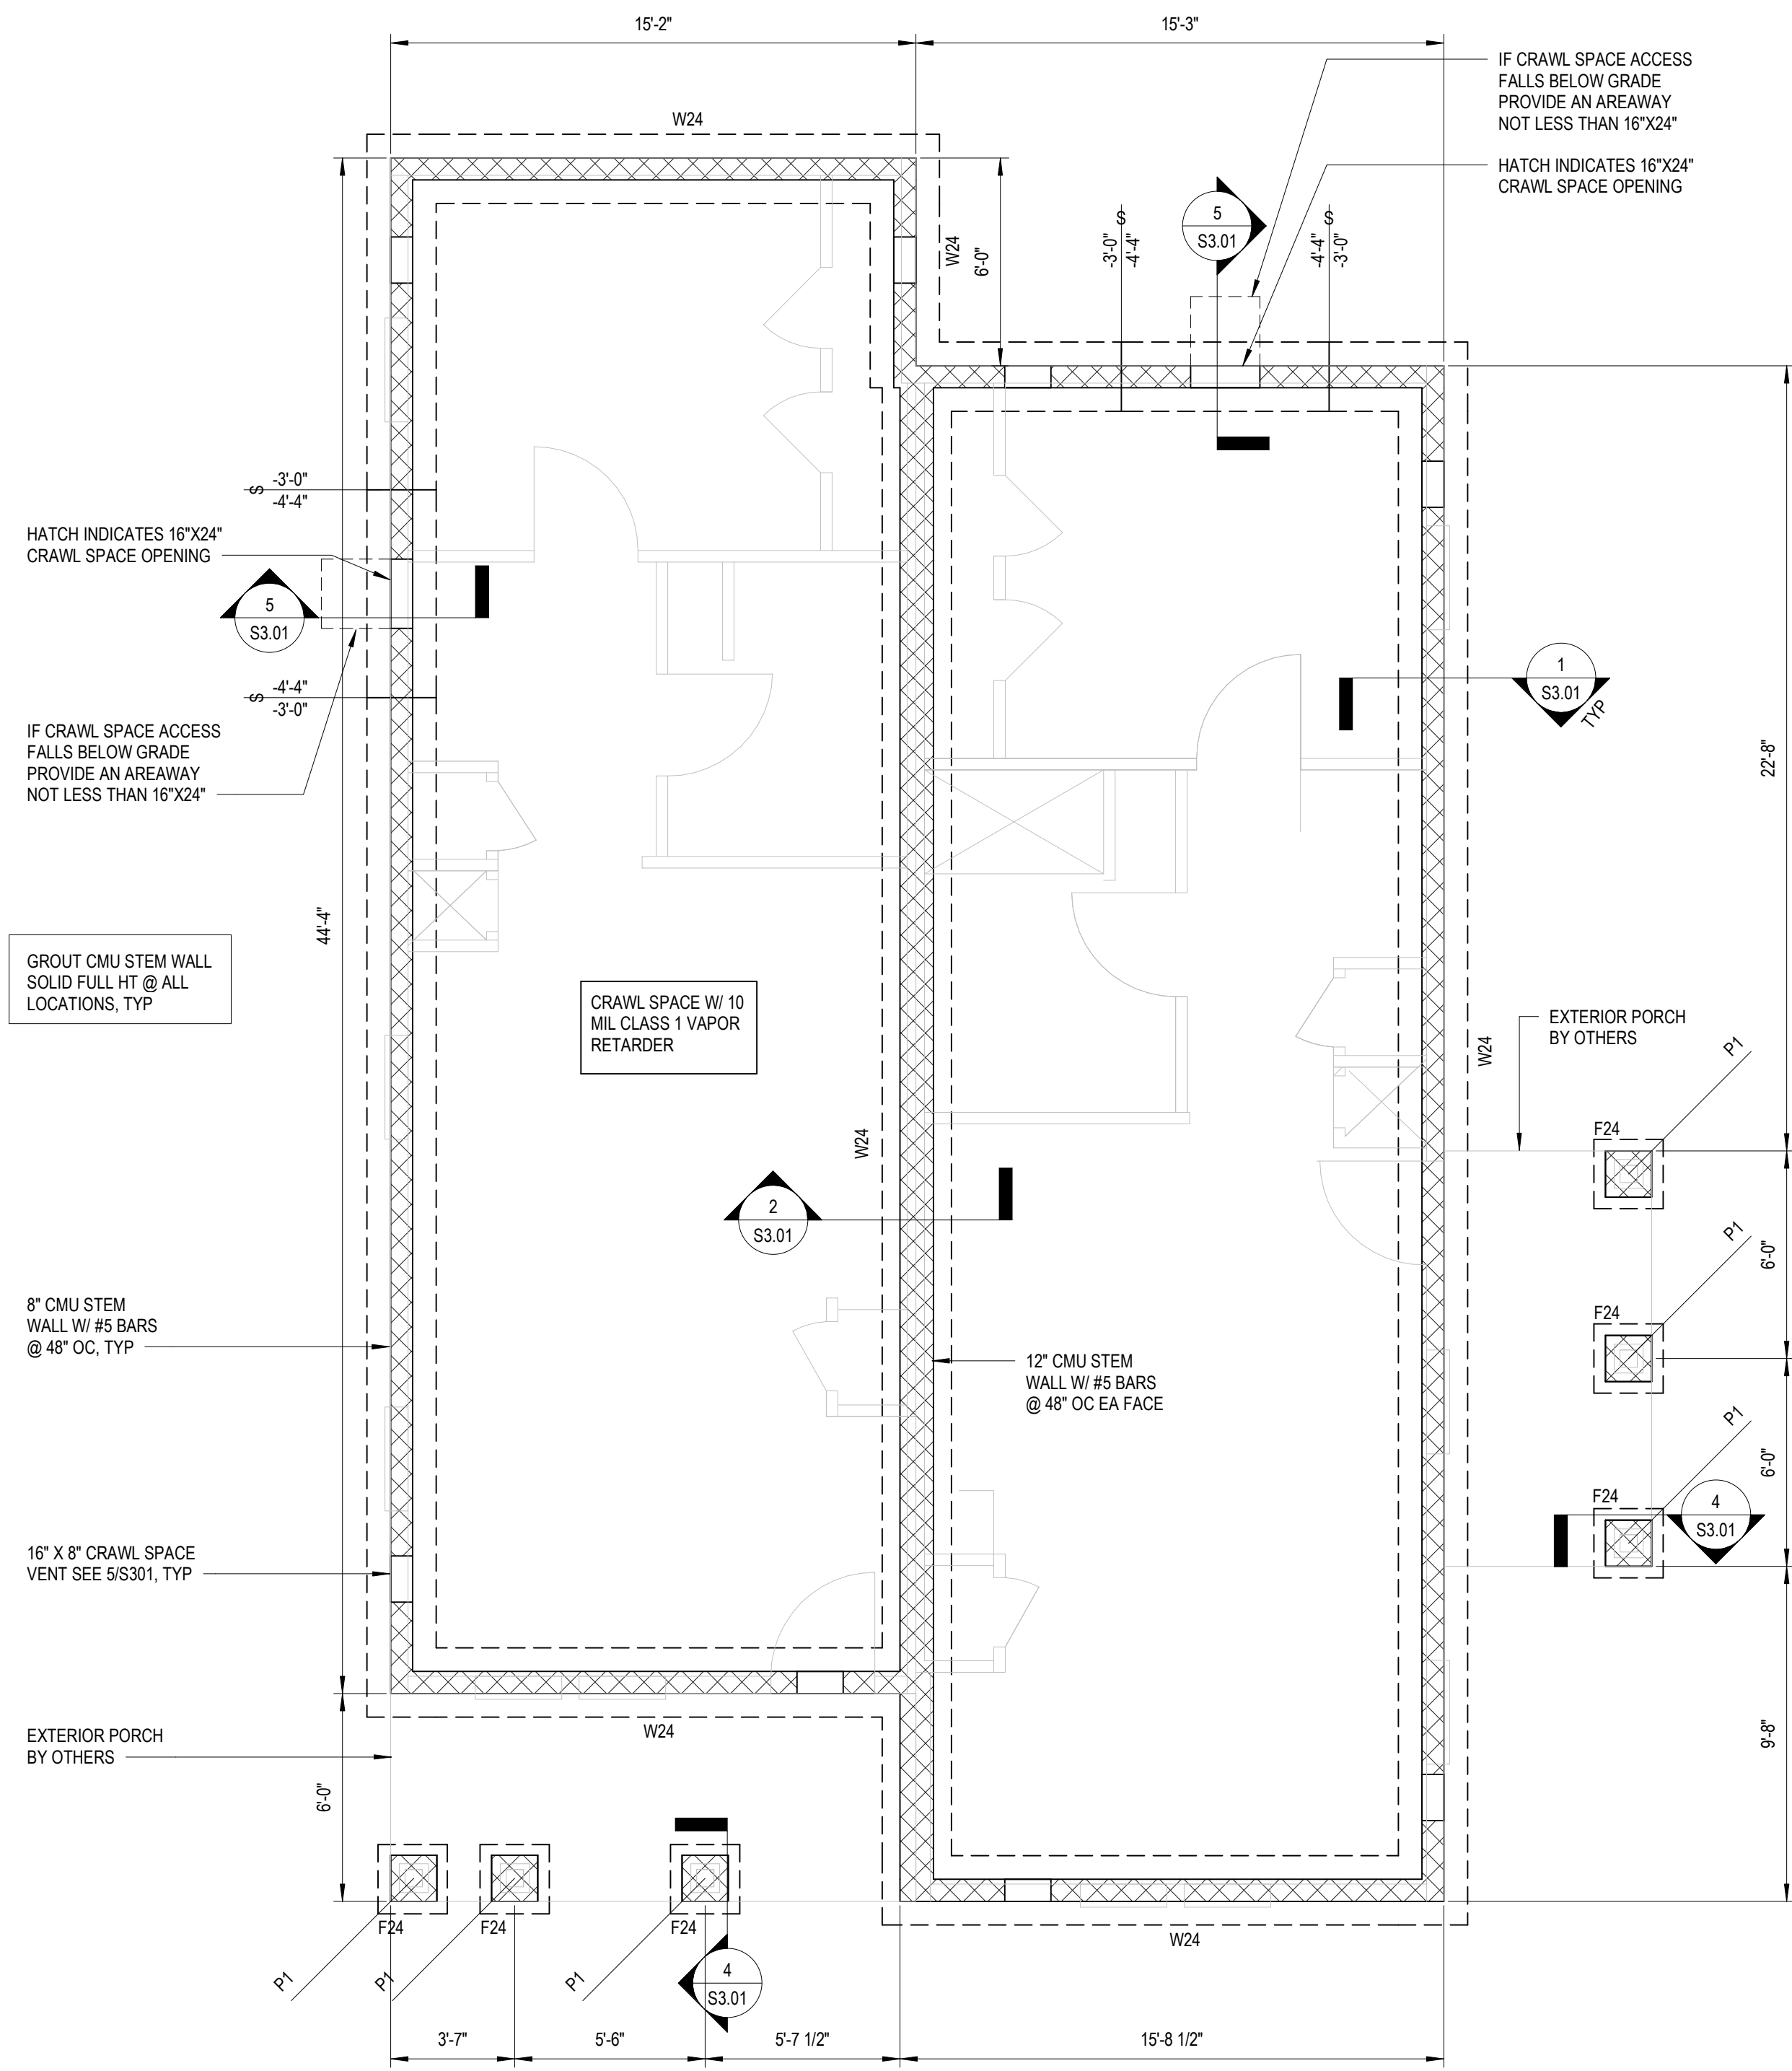 15'-2"
15'-3"
IF CRAWL SPACE ACCESS
FALLS BELOW GRADE
PROVIDE AN AREAWAY
NOT LESS THAN 16"X24"
HATCH INDICATES 16"X24"
CRAWL SPACE OPENING
W24
W24
6'-0"
S
-3'-0"
-4'-4"
5
S3.01
S
-4'-4"
-3'-0"
S
-3'-0"
-4'-4"
HATCH INDICATES 16"X24"
CRAWL SPACE OPENING
5
S3.01
S
-4'-4"
-3'-0"
IF CRAWL SPACE ACCESS
FALLS BELOW GRADE
PROVIDE AN AREAWAY
NOT LESS THAN 16"X24"
1
S3.01
TYP
22'-8"
44'-4"
GROUT CMU STEM WALL
SOLID FULL HT @ ALL
LOCATIONS, TYP
CRAWL SPACE W/ 10
MIL CLASS 1 VAPOR
RETARDER
W24
EXTERIOR PORCH
BY OTHERS
P1
F24
W24
2
S3.01
6'-0"
P1
F24
8" CMU STEM
WALL W/ #5 BARS
@ 48" OC, TYP
12" CMU STEM
WALL W/ #5 BARS
@ 48" OC EA FACE
P1
6'-0"
F24
4
S3.01
16" X 8" CRAWL SPACE
VENT SEE 5/S301, TYP
EXTERIOR PORCH
BY OTHERS
W24
9'-8"
6'-0"
F24
F24
F24
W24
P1
P1
P1
4
S3.01
3'-7"
5'-6"
5'-7 1/2"
15'-8 1/2"